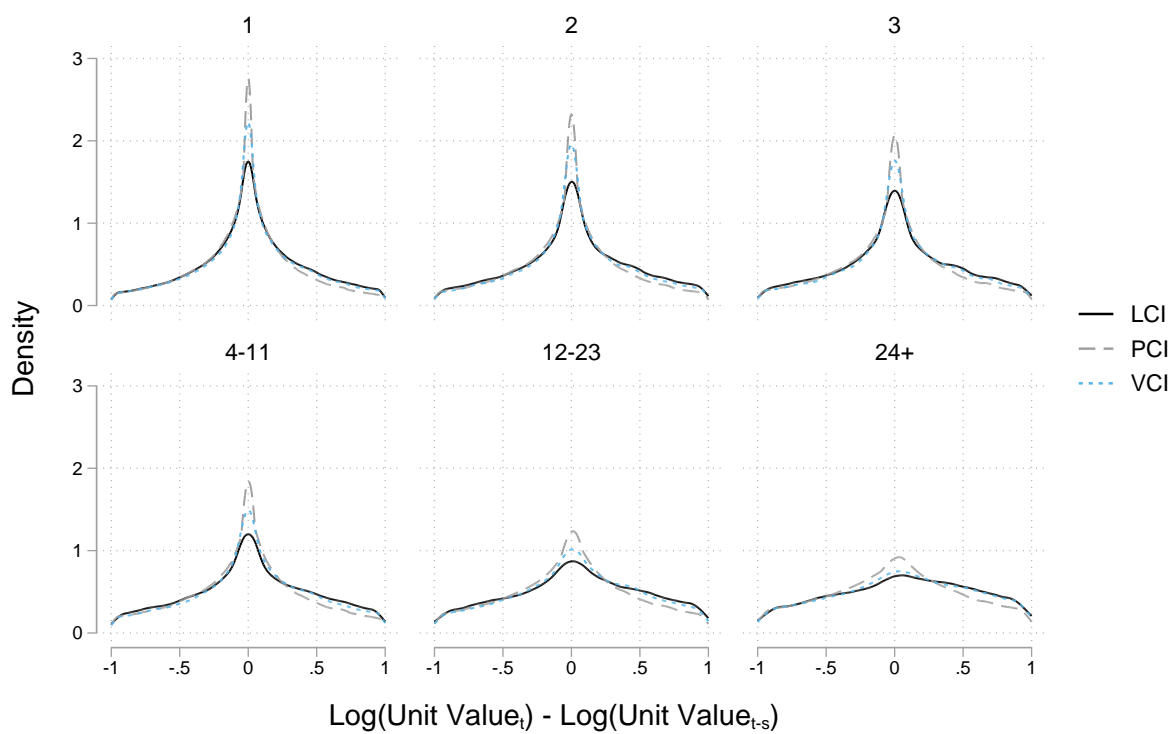 1 2 3
3
2
1
0
Density
4-11 12-23 24+
3
2
1
0
-1 -.5 0 .5 1 -1 -.5 0 .5 1 -1 -.5 0 .5 1
Log(Unit Valueₜ) - Log(Unit Valueₜ₋ₛ)
LCI
PCI
VCI